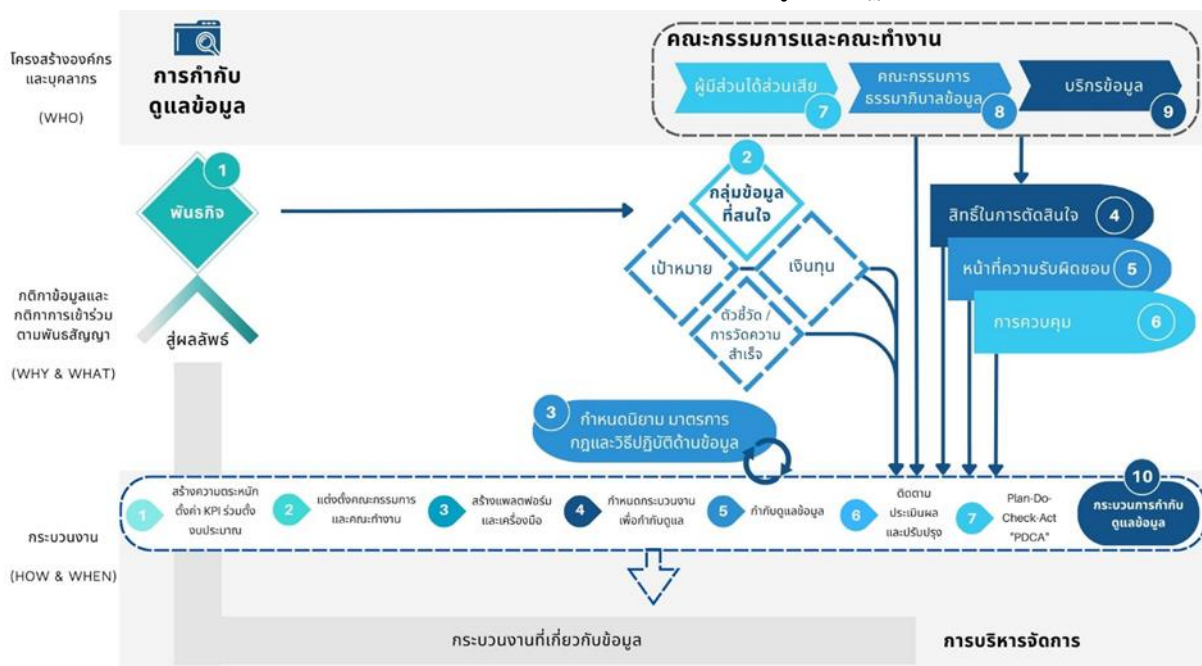 โครงสร้างองค์กร
และบุคลากร
(WHO)
การกำกับ
ดูแลข้อมูล
คณะกรรมการและคณะทำงาน
ผู้มีส่วนได้ส่วนเสีย
7
คณะกรรมการ
ธรรมาภิบาลข้อมูล
8
บริกรข้อมูล
9
1
พันธกิจ
สู่ผลลัพธ์
2
กลุ่มข้อมูล
ที่สนใจ
เป้าหมาย
เงินทุน
ตัวชี้วัด /
การวัดความ
สำเร็จ
สิทธิ์ในการตัดสินใจ
4
หน้าที่ความรับผิดชอบ
5
การควบคุม
6
กติกาข้อมูลและ
กติกาการเข้าร่วม
ตามพันธสัญญา
(WHY & WHAT)
3
กำหนดนิยาม มาตรการ
กฎและวิธีปฏิบัติด้านข้อมูล
กระบวนงาน
(HOW & WHEN)
1
สร้างความตระหนัก
ตั้งค่า KPI ร่วมตั้ง
งบประมาณ
2
แต่งตั้งคณะกรรมการ
และคณะทำงาน
3
สร้างแพลตฟอร์ม
และเครื่องมือ
4
กำหนดกระบวนงาน
เพื่อกำกับดูแล
5
กำกับดูแลข้อมูล
6
ติดตาม
ประเมินผล
และปรับปรุง
7
Plan-Do-
Check-Act
"PDCA"
10
กระบวนการกำกับ
ดูแลข้อมูล
กระบวนงานที่เกี่ยวกับข้อมูล
การบริหารจัดการ